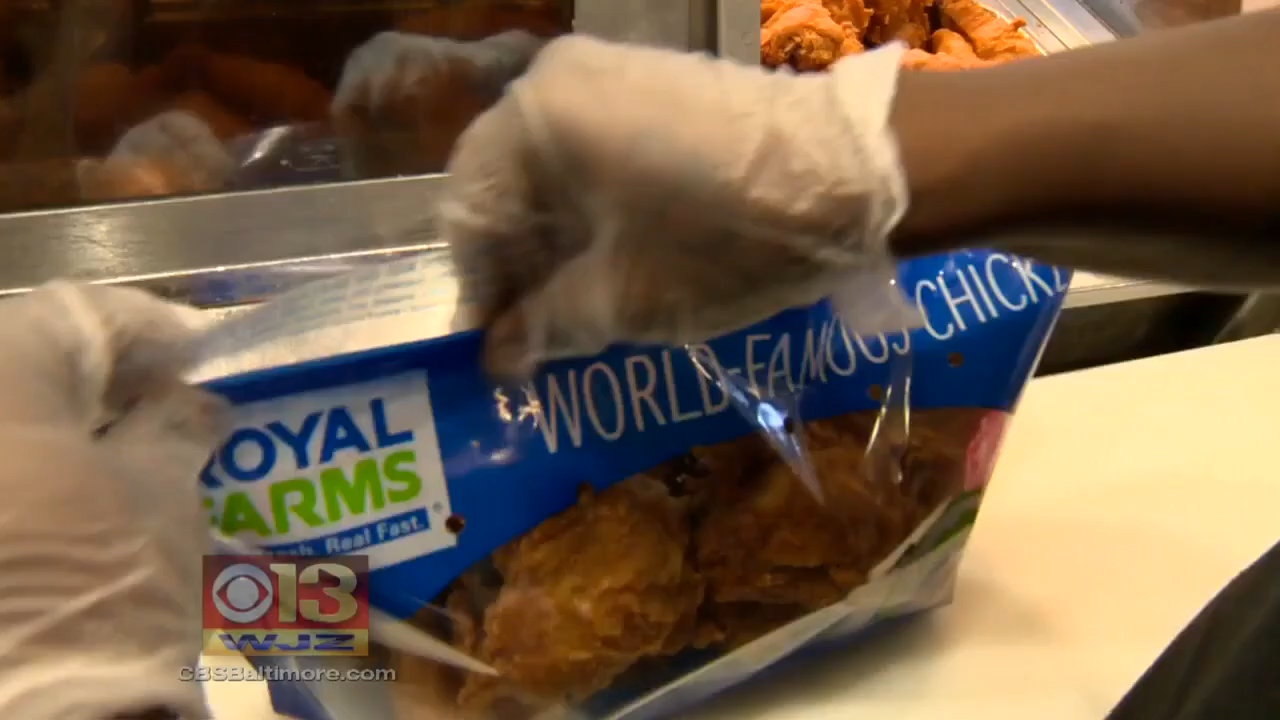 WORLD-FAMOUS CHICK
ROYAL
FARMS®
Real Fast.
13
WJZ
CBSBaltimore.com